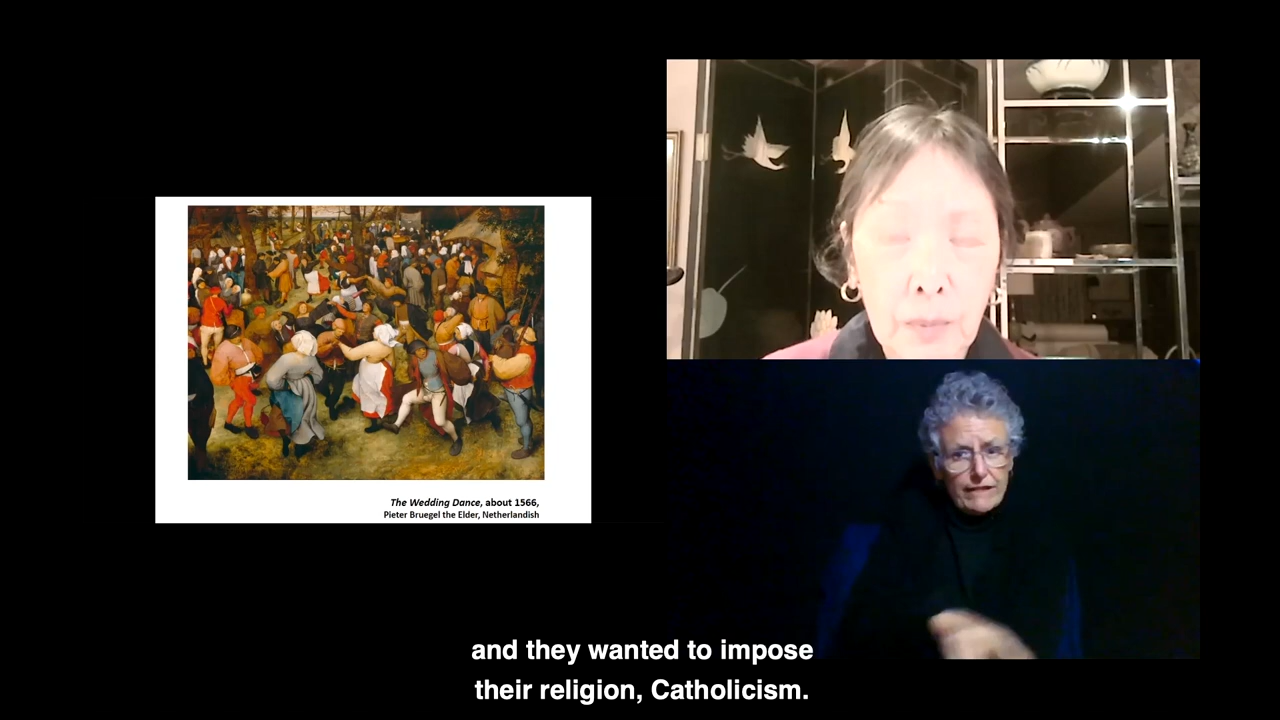 The Wedding Dance, about 1566,
Pieter Bruegel the Elder, Netherlandish
and they wanted to impose
their religion, Catholicism.